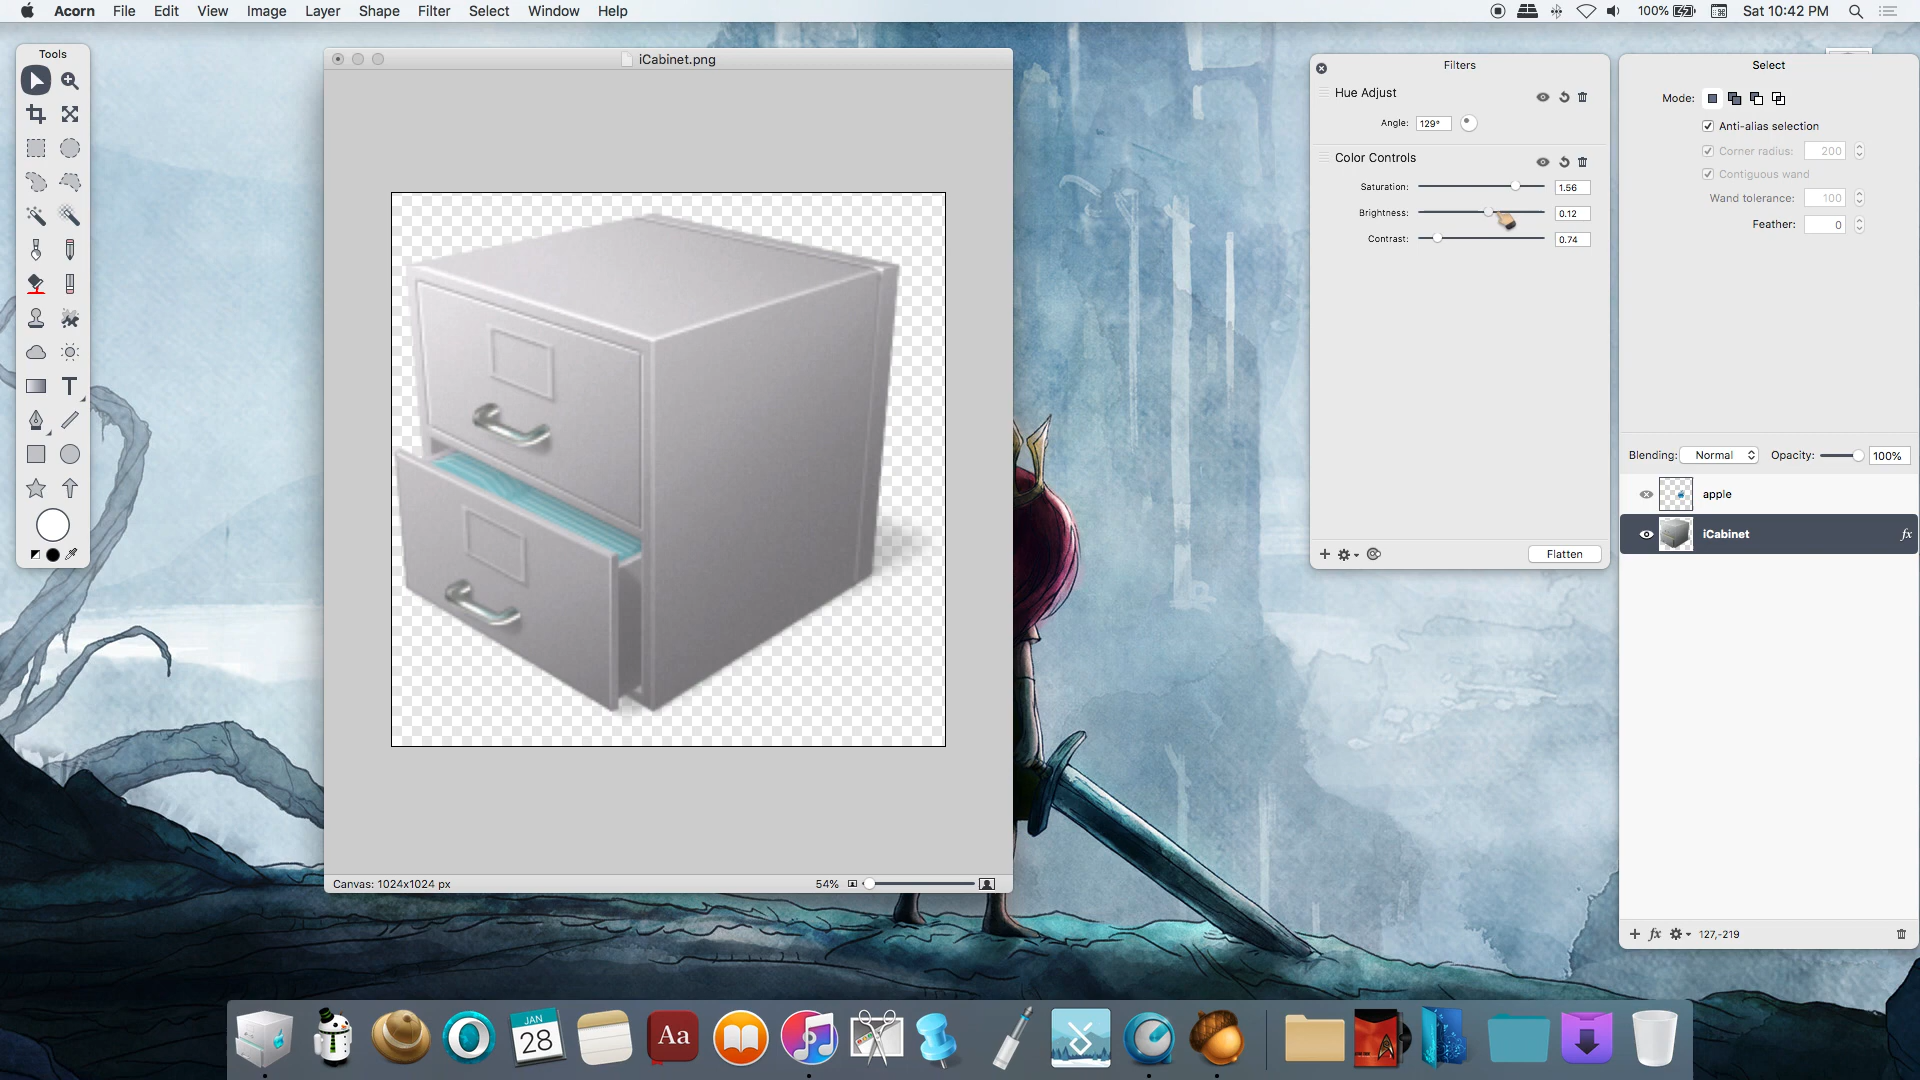 Acorn File Edit View Image Layer Shape Filter Select Window Help
100% Sat 10:42 PM
Tools
iCabinet.png
Canvas: 1024x1024 px
54%
Filters
Hue Adjust
Angle: 129°
Color Controls
Saturation: 1.56
Brightness: 0.12
Contrast: 0.74
Flatten
Select
Mode:
Anti-alias selection
Corner radius: 200
Contiguous wand
Wand tolerance: 100
Feather: 0
Blending: Normal Opacity: 100%
apple
iCabinet fx
fx 127,-219
JAN
28
Aa